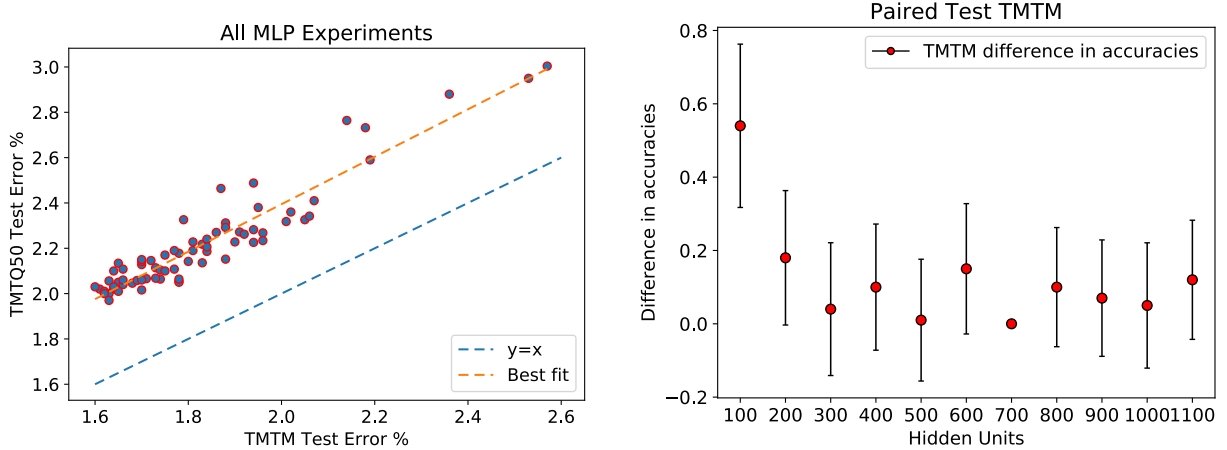 All MLP Experiments
TMTQ50 Test Error %
3.0
2.8
2.6
2.4
2.2
2.0
1.8
1.6
y=x
Best fit
1.6 1.8 2.0 2.2 2.4 2.6
TMTM Test Error %
Paired Test TMTM
Difference in accuracies
0.8
0.6
0.4
0.2
0.0
−0.2
TMTM difference in accuracies
100 200 300 400 500 600 700 800 900 1000 1100
Hidden Units